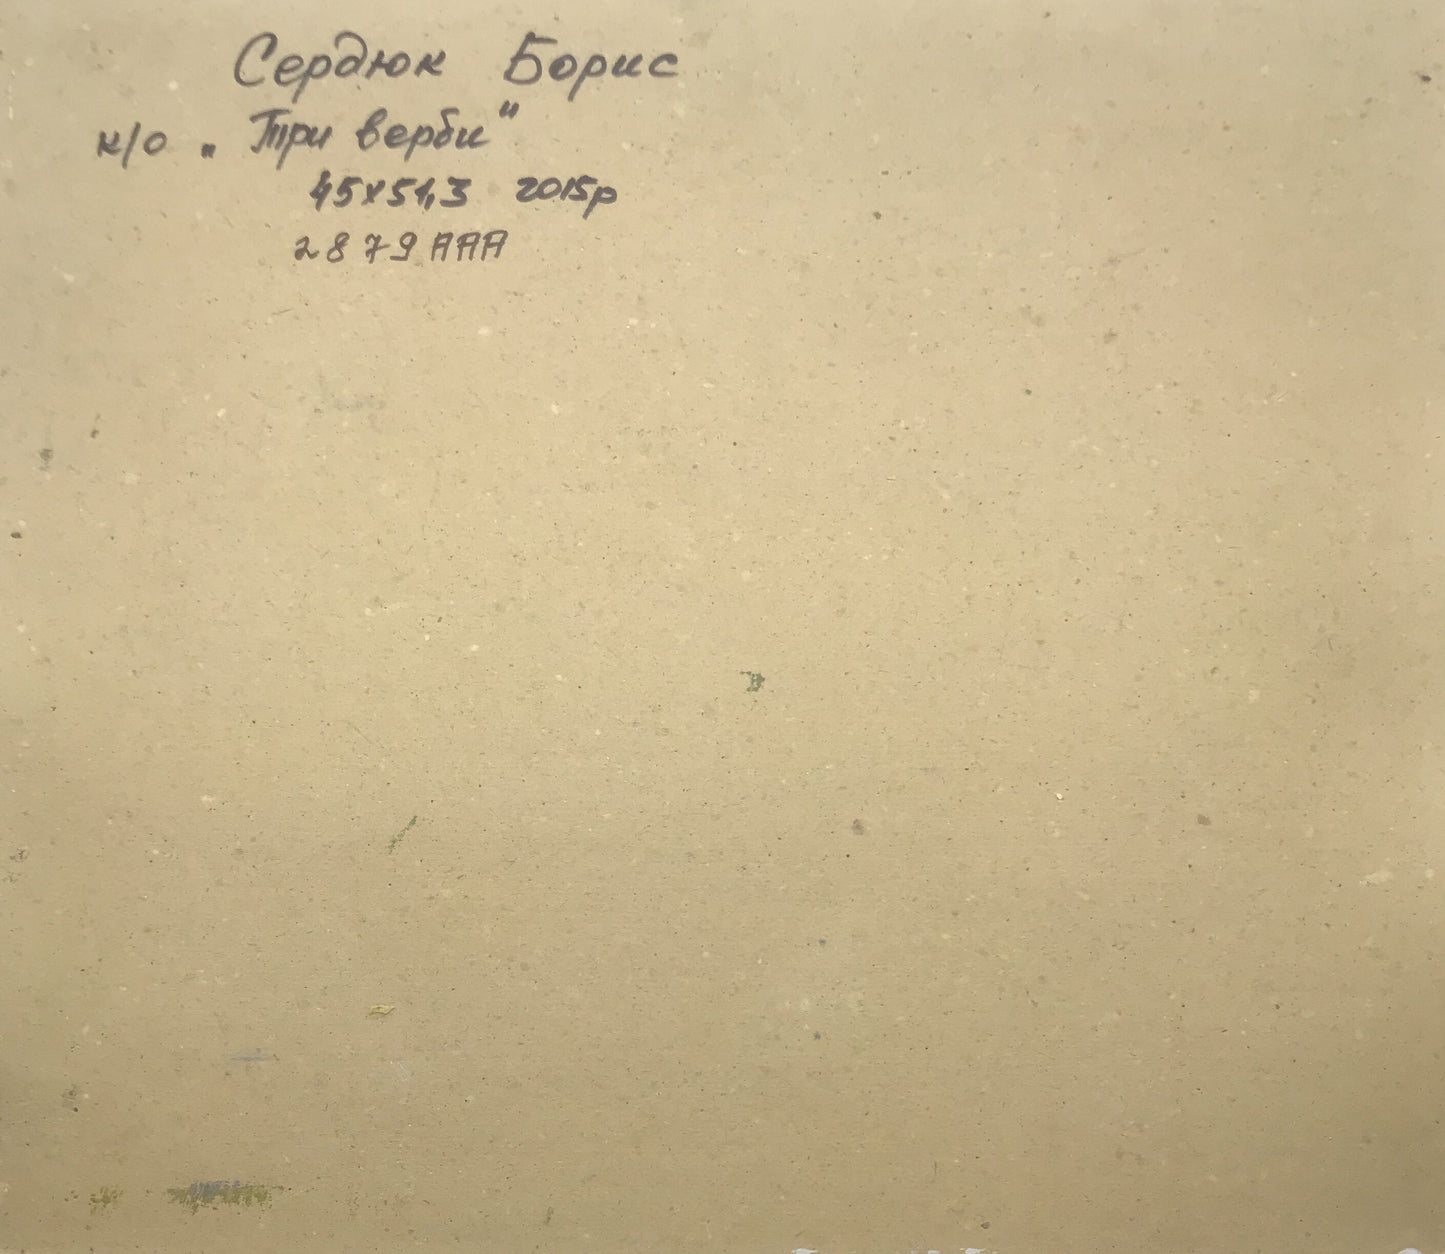 Сердюк Борис
к/о „Три верби"
45х51,3 2015р
2879 ААА